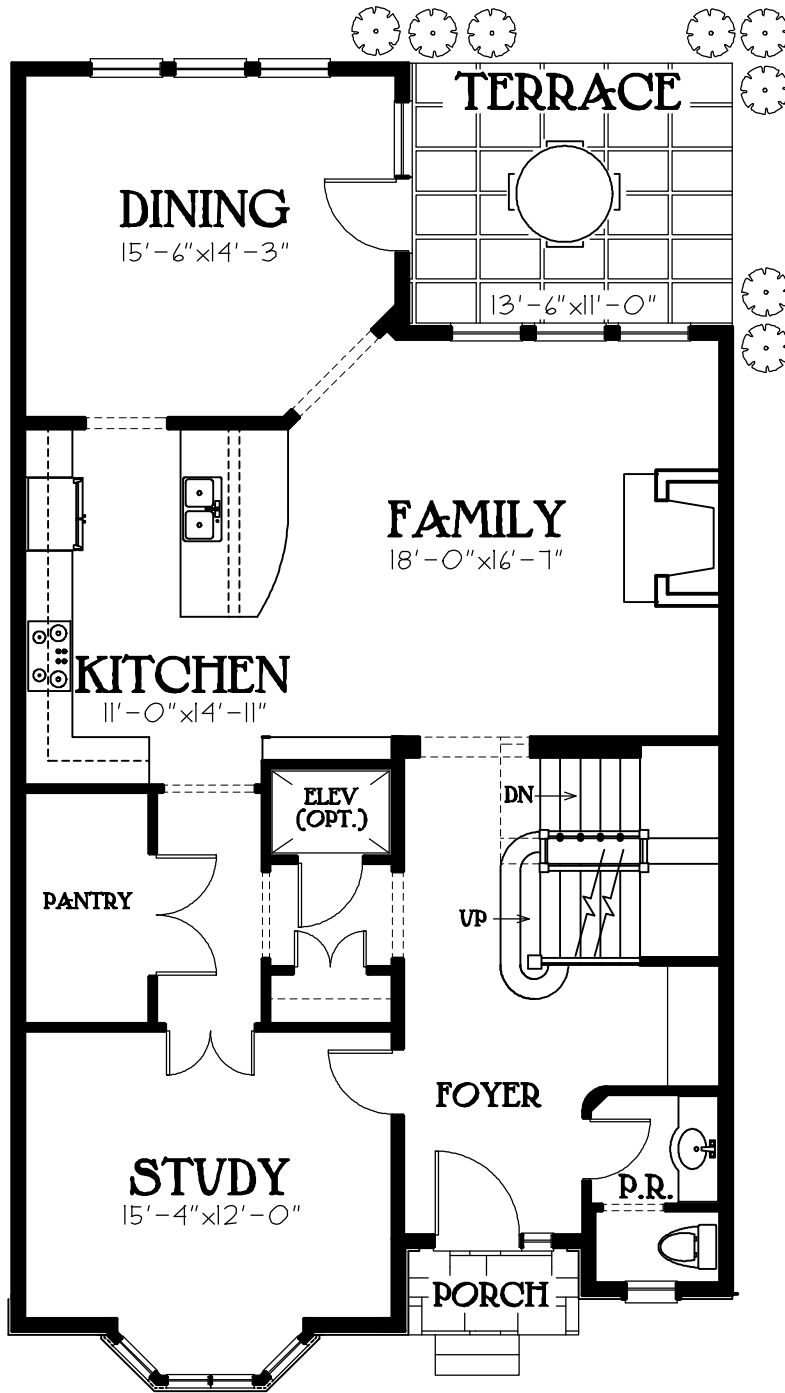 TERRACE
13'-6"x11'-0"
DINING
15'-6"x14'-3"
FAMILY
18'-0"x16'-7"
KITCHEN
11'-0"x14'-11"
ELEV
(OPT.)
DN
PANTRY
UP
FOYER
STUDY
15'-4"x12'-0"
P.R.
PORCH